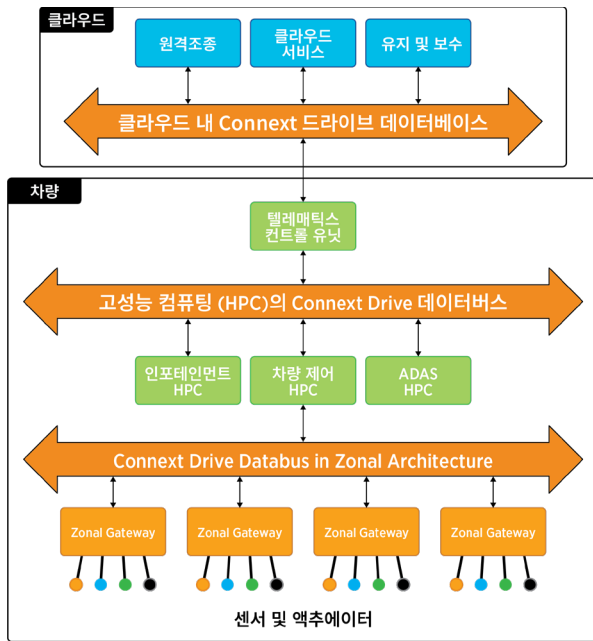 클라우드
원격조종
클라우드
서비스
유지 및 보수
클라우드 내 Connext 드라이브 데이터베이스
차량
텔레매틱스
컨트롤 유닛
고성능 컴퓨팅 (HPC)의 Connext Drive 데이터버스
인포테인먼트
HPC
차량 제어
HPC
ADAS
HPC
Connext Drive Databus in Zonal Architecture
Zonal Gateway
Zonal Gateway
Zonal Gateway
Zonal Gateway
센서 및 액추에이터